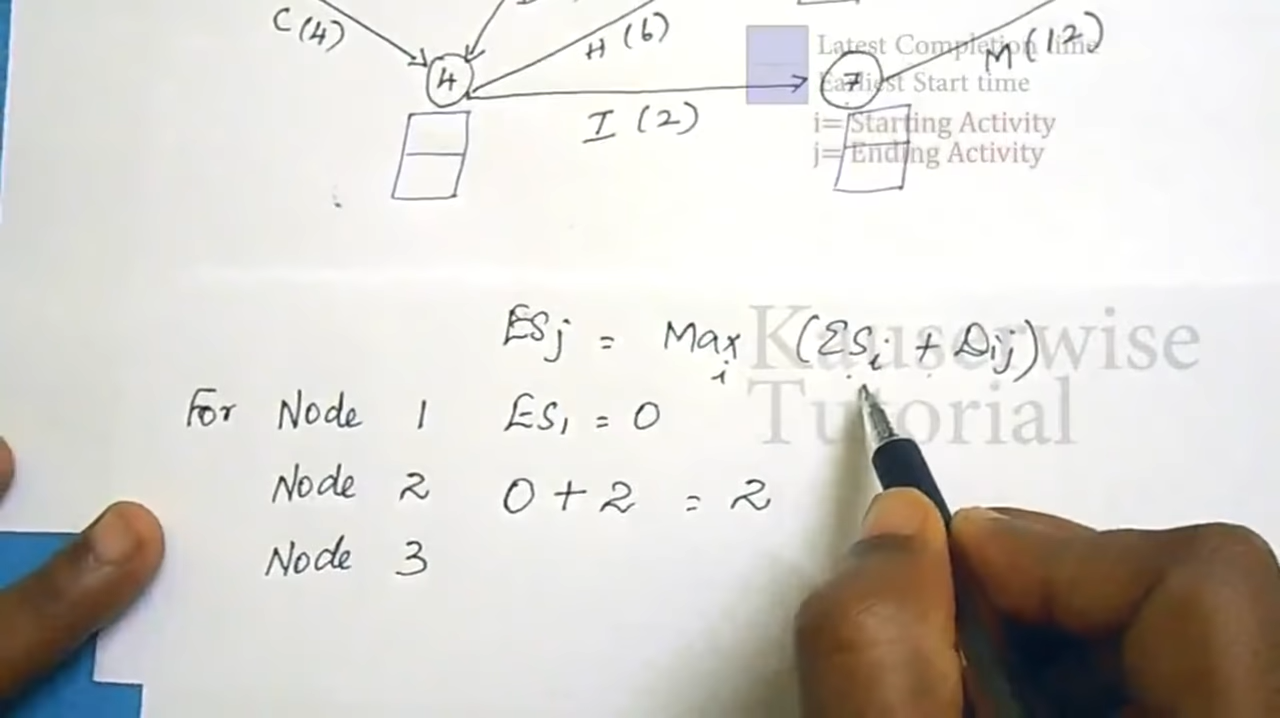 C (4)
H (6)
Latest Completion time
M (12)
4
7
Earliest Start time
I (2)
i= Starting Activity
j= Ending Activity
ESj = Max i (ESi + Dij)
Kauserwise
For Node 1 ES1 = 0
Tutorial
Node 2 0 + 2 = 2
Node 3